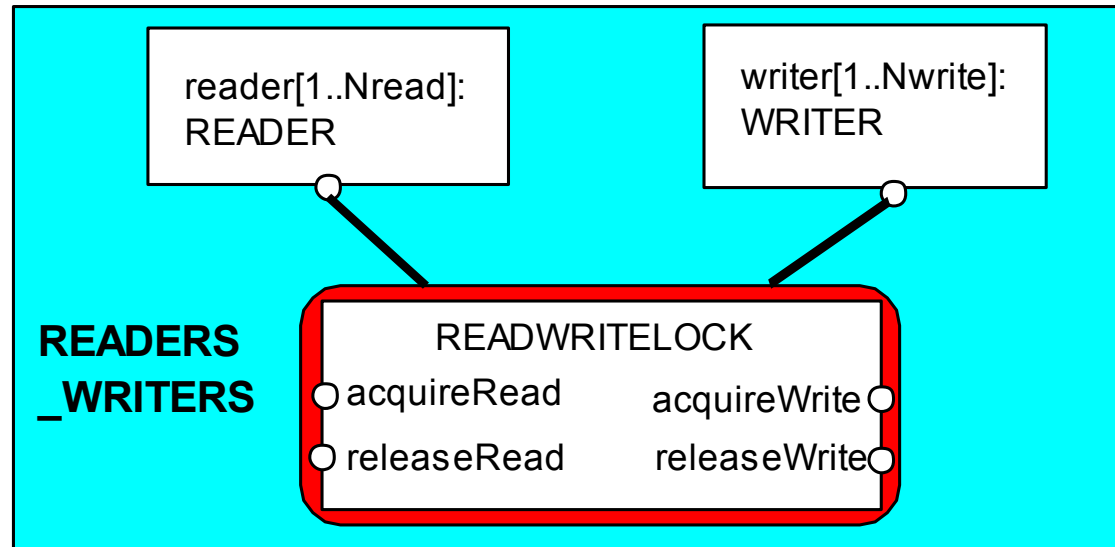 reader[1..Nread]:
READER
writer[1..Nwrite]:
WRITER
READERS
_WRITERS
READWRITELOCK
acquireRead
acquireWrite
releaseRead
releaseWrite